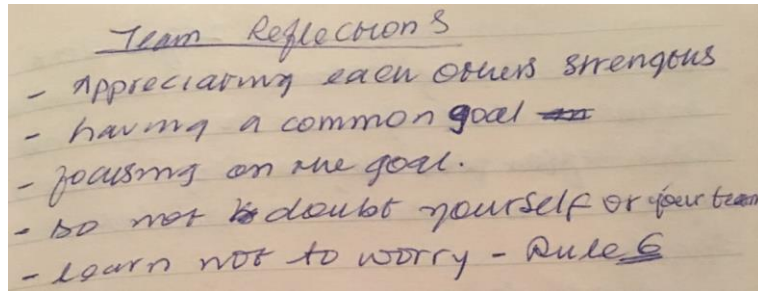 Team Reflections
- Appreciating each others strengths
- having a common goal
- focusing on the goal.
- Do not doubt yourself or your team
- learn not to worry - Rule 6